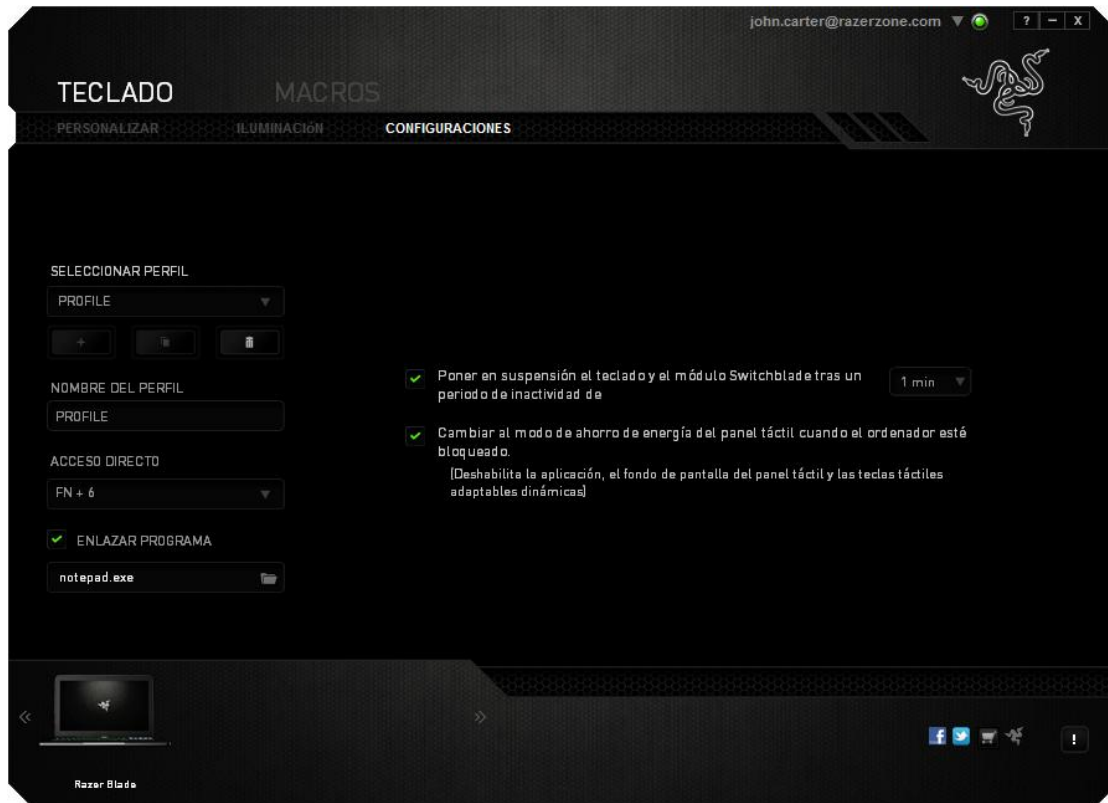 john.carter@razerzone.com
? – X
TECLADO MACROS
PERSONALIZAR ILUMINACIóN CONFIGURACIONES
SELECCIONAR PERFIL
PROFILE
+
NOMBRE DEL PERFIL
PROFILE
ACCESO DIRECTO
FN + 6
ENLAZAR PROGRAMA
notepad.exe
Poner en suspensión el teclado y el módulo Switchblade tras un
periodo de inactividad de
1 min
Cambiar al modo de ahorro de energía del panel táctil cuando el ordenador esté
bloqueado.
(Deshabilita la aplicación, el fondo de pantalla del panel táctil y las teclas táctiles
adaptables dinámicas)
Razer Blade
!